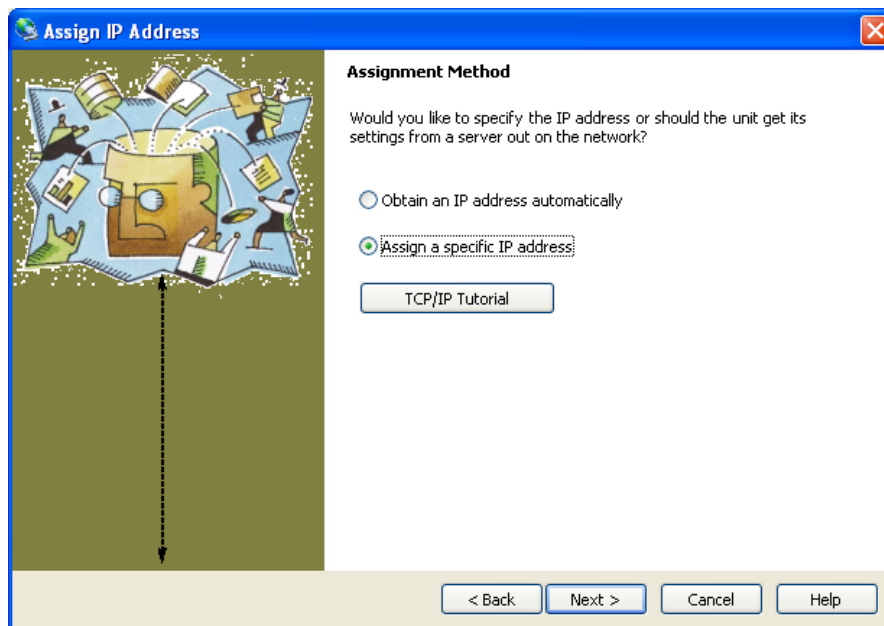 Assign IP Address
Assignment Method
Would you like to specify the IP address or should the unit get its
settings from a server out on the network?
Obtain an IP address automatically
Assign a specific IP address
TCP/IP Tutorial
< Back
Next >
Cancel
Help